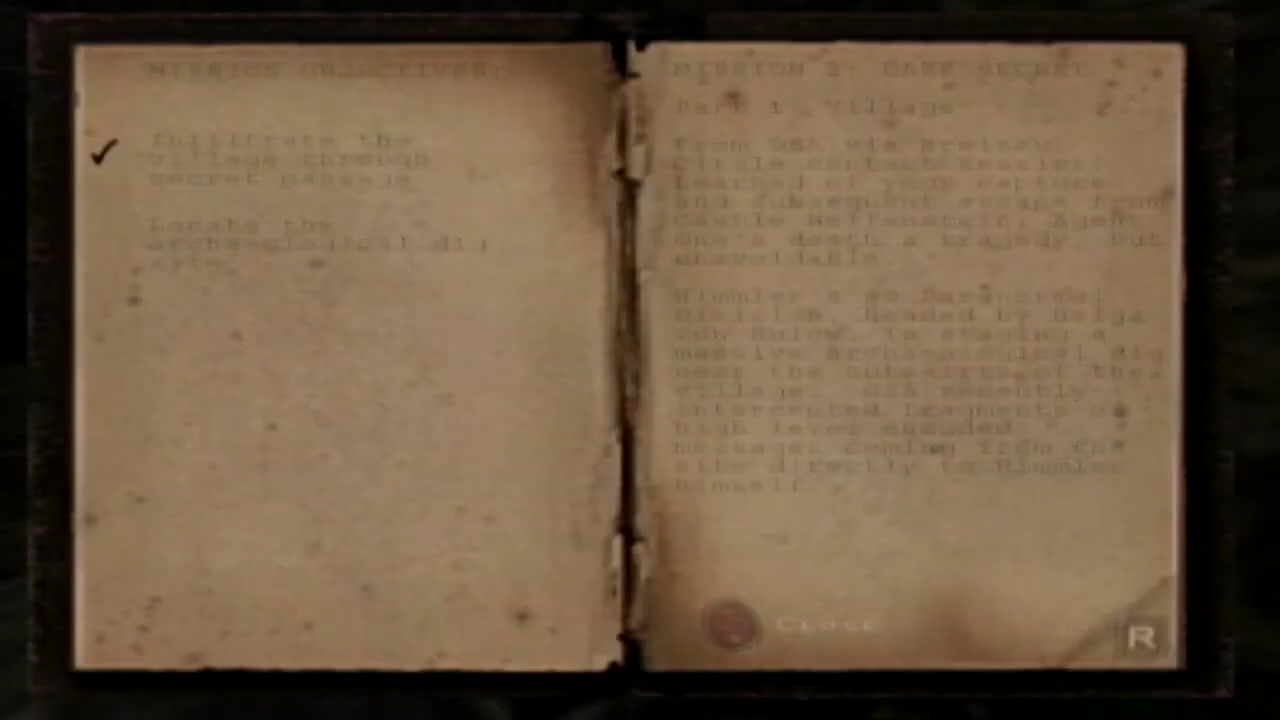 MISSION OBJECTIVES:
Infiltrate the
village through
secret passage
Locate the
archaeological dig
site
MISSION 2: DARK SECRET
Part 1, Village
From OSA via Kreisau
Circle Contact Kessler:
Learned of your capture
and subsequent escape from
Castle Wolfenstein. Agent
One's death a tragedy, but
unavoidable.
Himmler's SS Paranormal
Division, headed by Helga
von Bulow, is staging a
massive archaeological dig
near the outskirts of the
village. OSA recently
intercepted fragments of
high level encoded
messages coming from the
site directly to Himmler
himself.
CLOSE
R